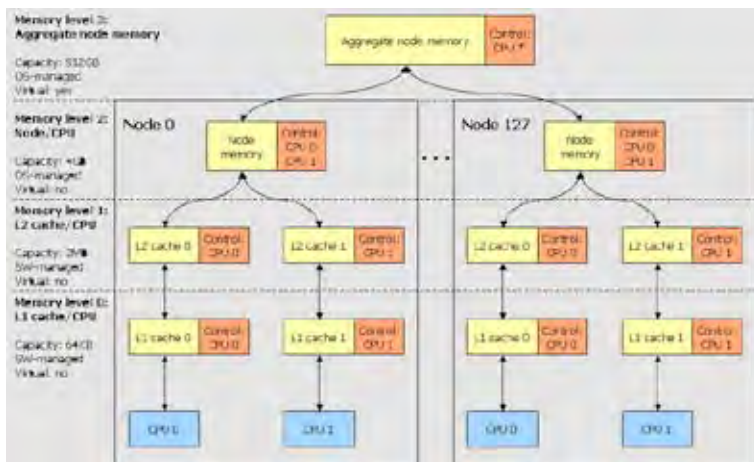 Memory level 3:
Aggregate node memory
Capacity: 512GB
OS-managed
Virtual: yes
Aggregate node memory
Control:
CPU *
Memory level 2:
Node/CPU
Capacity: 4GB
OS-managed
Virtual: no
Node 0
Node
memory
Control:
CPU 0
CPU 1
...
Node 127
Node
memory
Control:
CPU 0
CPU 1
Memory level 1:
L2 cache/CPU
Capacity: 2MB
SW-managed
Virtual: no
L2 cache 0
Control:
CPU 0
L2 cache 1
Control:
CPU 1
L2 cache 0
Control:
CPU 0
L2 cache 1
Control:
CPU 1
Memory level 0:
L1 cache/CPU
Capacity: 64KB
SW-managed
Virtual: no
L1 cache 0
Control:
CPU 0
L1 cache 1
Control:
CPU 1
L1 cache 0
Control:
CPU 0
L1 cache 1
Control:
CPU 1
CPU 0
CPU 1
CPU 0
CPU 1